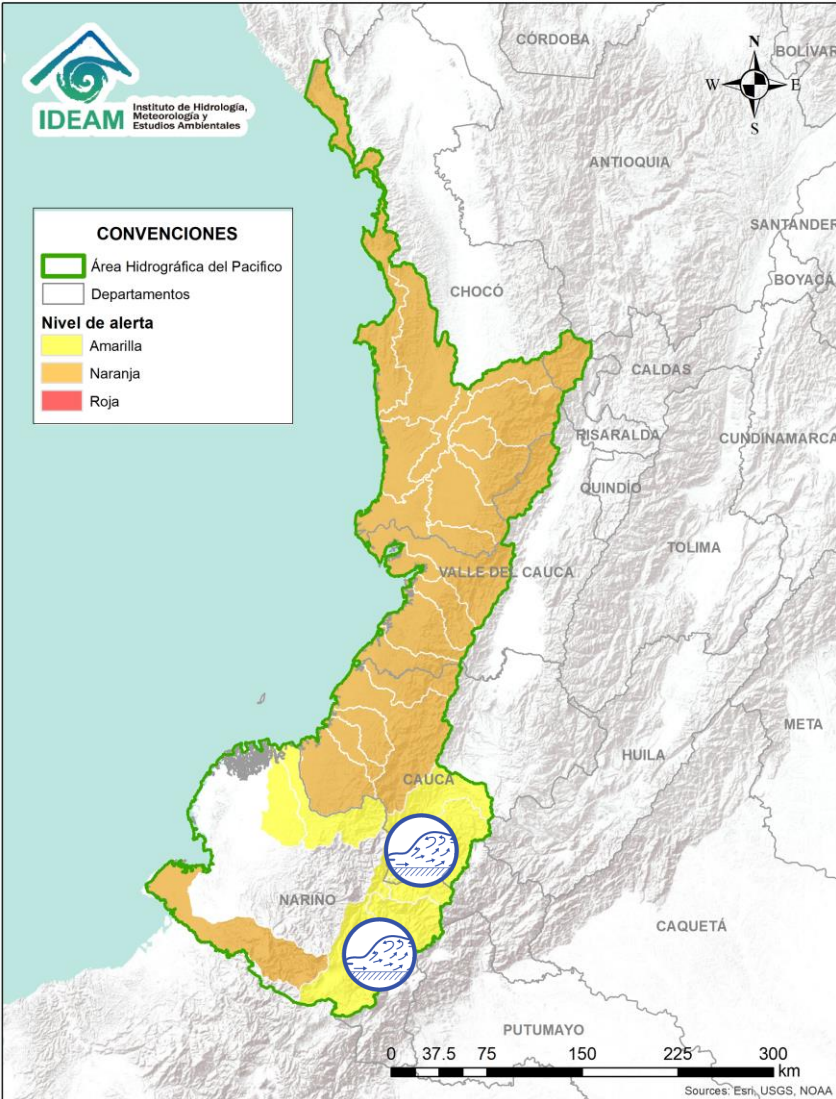 IDEAM
Instituto de Hidrología,
Meteorología y
Estudios Ambientales
CÓRDOBA
BOLÍVAR
N
W
E
S
ANTIOQUIA
SANTANDER
BOYACÁ
CONVENCIONES
Área Hidrográfica del Pacifico
Departamentos
Nivel de alerta
Amarilla
Naranja
Roja
CHOCÓ
CALDAS
RISARALDA
CUNDINAMARCA
QUINDÍO
TOLIMA
VALLE DEL CAUCA
META
HUILA
CAUCA
NARIÑO
CAQUETÁ
PUTUMAYO
0 37.5 75 150 225 300
km
Sources: Esri, USGS, NOAA